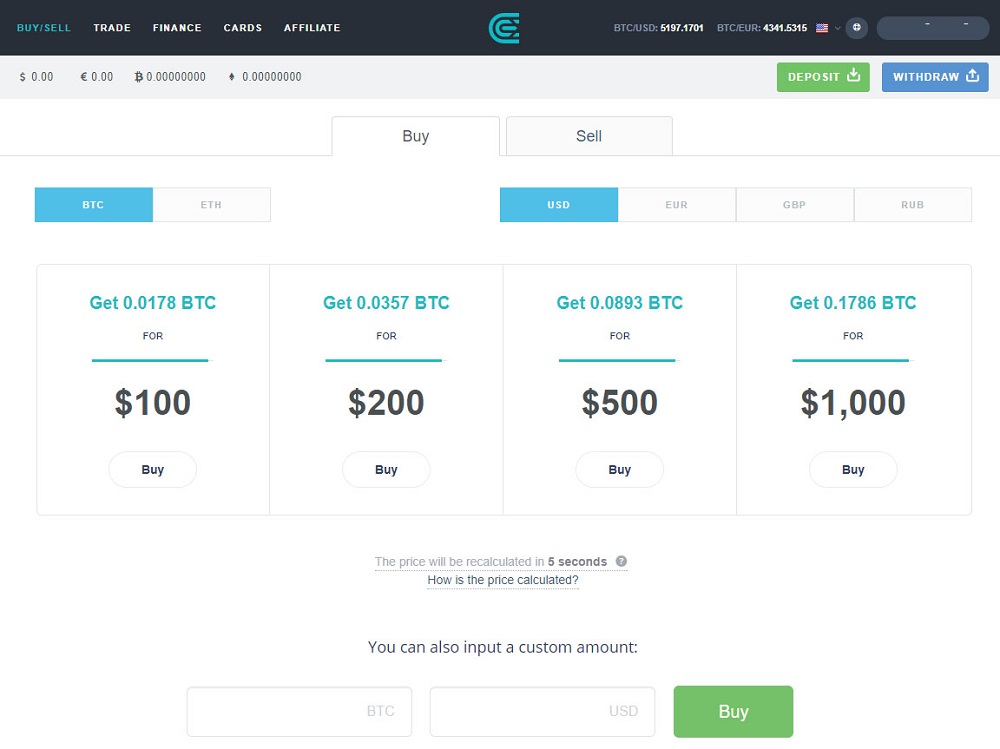 BUY/SELL TRADE FINANCE CARDS AFFILIATE BTC/USD: 5197.1701 BTC/EUR: 4341.5315
$ 0.00 € 0.00 ₿ 0.00000000 ♦ 0.00000000 DEPOSIT WITHDRAW
Buy Sell
BTC ETH USD EUR GBP RUB
Get 0.0178 BTC Get 0.0357 BTC Get 0.0893 BTC Get 0.1786 BTC
FOR FOR FOR FOR
$100 $200 $500 $1,000
Buy Buy Buy Buy
The price will be recalculated in 5 seconds ?
How is the price calculated?
You can also input a custom amount:
BTC USD Buy